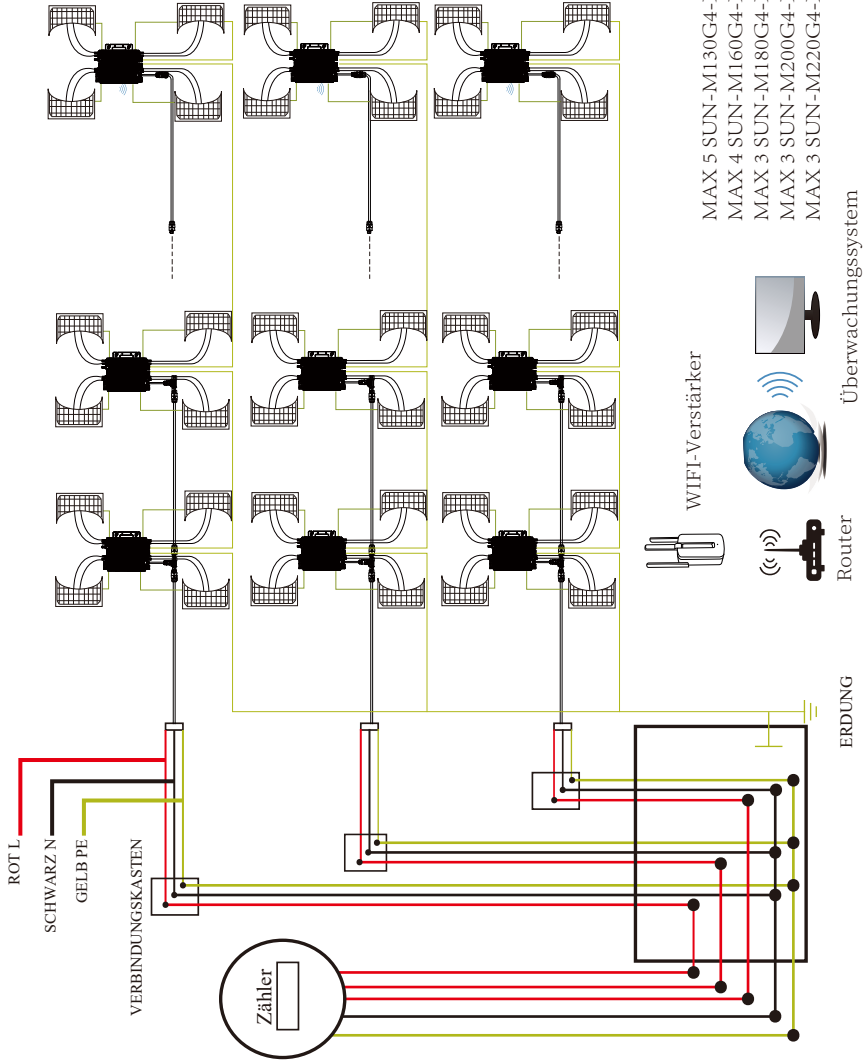 ROT L
SCHWARZ N
GELB PE
VERBINDUNGSKASTEN
Zähler
ERDUNG
WIFI-Verstärker
Router
Überwachungssystem
MAX 5 SUN-M130G4-
MAX 4 SUN-M160G4-
MAX 3 SUN-M180G4-
MAX 3 SUN-M200G4-
MAX 3 SUN-M220G4-